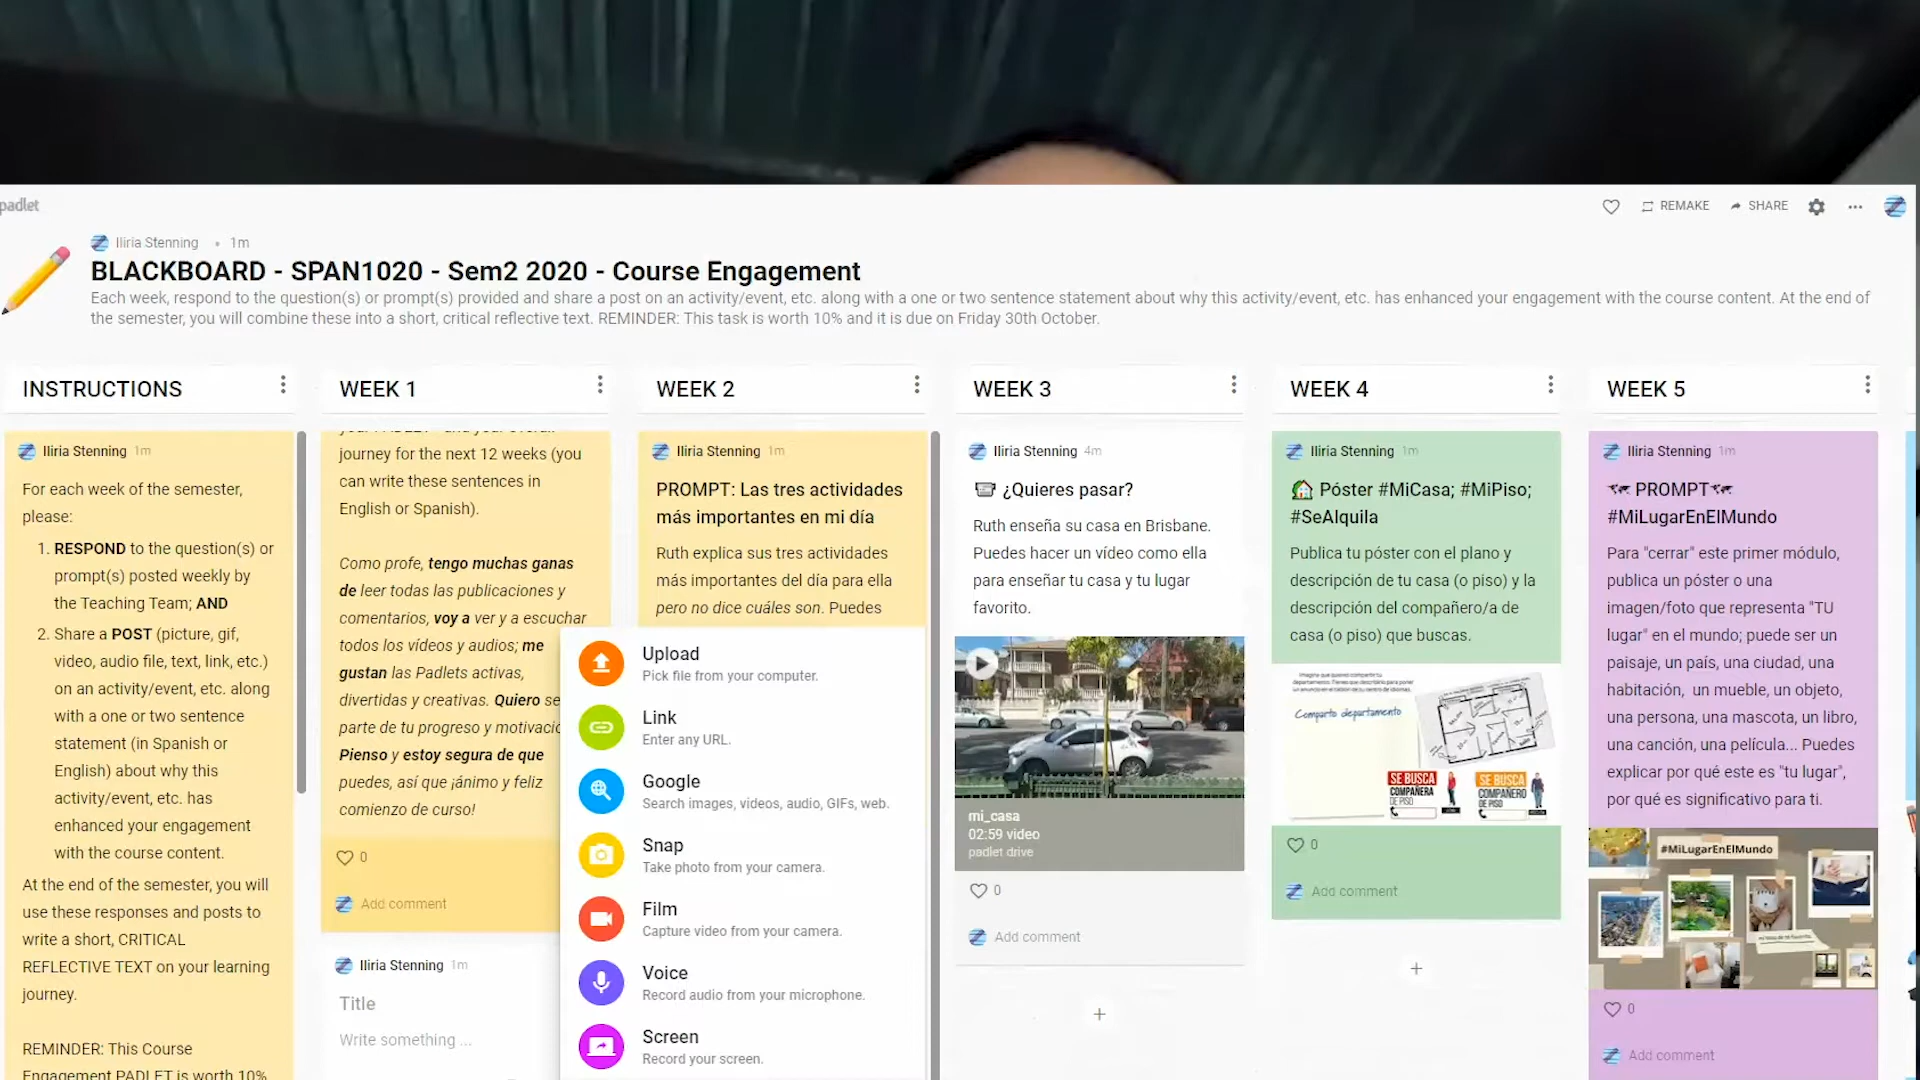 padlet
REMAKE
SHARE
Iliria Stenning • 1m
BLACKBOARD - SPAN1020 - Sem2 2020 - Course Engagement
Each week, respond to the question(s) or prompt(s) provided and share a post on an activity/event, etc. along with a one or two sentence statement about why this activity/event, etc. has enhanced your engagement with the course content. At the end of
the semester, you will combine these into a short, critical reflective text. REMINDER: This task is worth 10% and it is due on Friday 30th October.
INSTRUCTIONS
Iliria Stenning 1m
For each week of the semester,
please:
1. RESPOND to the question(s) or
prompt(s) posted weekly by
the Teaching Team; AND
2. Share a POST (picture, gif,
video, audio file, text, link, etc.)
on an activity/event, etc. along
with a one or two sentence
statement (in Spanish or
English) about why this
activity/event, etc. has
enhanced your engagement
with the course content.
At the end of the semester, you will
use these responses and posts to
write a short, CRITICAL
REFLECTIVE TEXT on your learning
journey.
REMINDER: This Course
Engagement PADLET is worth 10%
WEEK 1
journey for the next 12 weeks (you
can write these sentences in
English or Spanish).
Como profe, tengo muchas ganas
de leer todas las publicaciones y
comentarios, voy a ver y a escuchar
todos los vídeos y audios; me
gustan las Padlets activas,
divertidas y creativas. Quiero se
parte de tu progreso y motivació
Pienso y estoy segura de que
puedes, así que ¡ánimo y feliz
comienzo de curso!
0
Add comment
Iliria Stenning 1m
Title
Write something ...
WEEK 2
Iliria Stenning 1m
PROMPT: Las tres actividades
más importantes en mi día
Ruth explica sus tres actividades
más importantes del día para ella
pero no dice cuáles son. Puedes
Upload
Pick file from your computer.
Link
Enter any URL.
Google
Search images, videos, audio, GIFs, web.
Snap
Take photo from your camera.
Film
Capture video from your camera.
Voice
Record audio from your microphone.
Screen
Record your screen.
WEEK 3
Iliria Stenning 4m
¿Quieres pasar?
Ruth enseña su casa en Brisbane.
Puedes hacer un vídeo como ella
para enseñar tu casa y tu lugar
favorito.
mi_casa
02:59 video
padlet drive
0
Add comment
WEEK 4
Iliria Stenning 1m
Póster #MiCasa; #MiPiso;
#SeAlquila
Publica tu póster con el plano y
descripción de tu casa (o piso) y la
descripción del compañero/a de
casa (o piso) que buscas.
Comparto departamento
SE BUSCA
COMPAÑERA
DE PISO
SE BUSCA
COMPAÑERO
DE PISO
0
Add comment
WEEK 5
Iliria Stenning 1m
PROMPT
#MiLugarEnElMundo
Para "cerrar" este primer módulo,
publica un póster o una
imagen/foto que representa "TU
lugar" en el mundo; puede ser un
paisaje, un país, una ciudad, una
habitación, un mueble, un objeto,
una persona, una mascota, un libro,
una canción, una película... Puedes
explicar por qué este es "tu lugar",
por qué es significativo para ti.
#MiLugarEnElMundo
0
Add comment